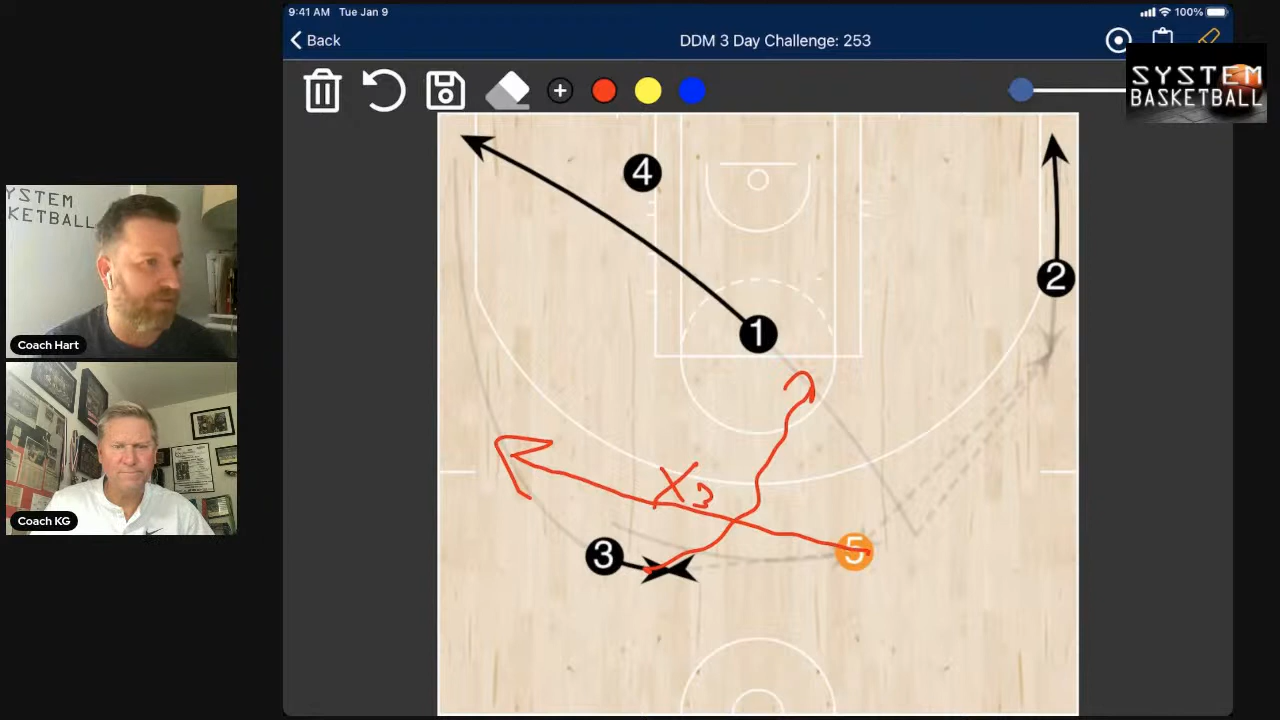 9:41 AM Tue Jan 9
100%
Back
DDM 3 Day Challenge: 253
SYSTEM
BASKETBALL
YSTEM
KETBALL
Coach Hart
Coach KG
4
2
1
X3
3
5